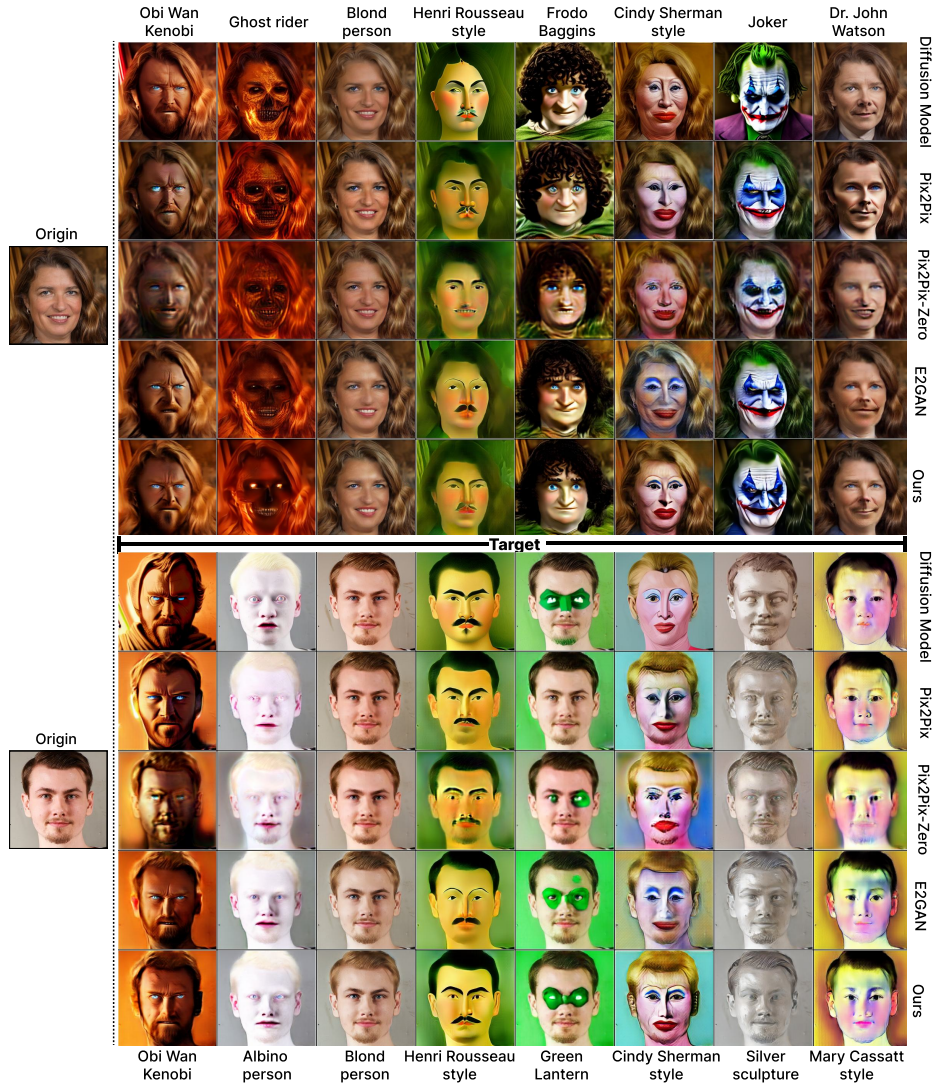 Obi Wan
Kenobi
Ghost rider
Blond
person
Henri Rousseau
style
Frodo
Baggins
Cindy Sherman
style
Joker
Dr. John
Watson
Diffusion Model
Pix2Pix
Pix2Pix-Zero
E2GAN
Ours
Origin
Target
Diffusion Model
Pix2Pix
Pix2Pix-Zero
E2GAN
Ours
Origin
Obi Wan
Kenobi
Albino
person
Blond
person
Henri Rousseau
style
Green
Lantern
Cindy Sherman
style
Silver
sculpture
Mary Cassatt
style